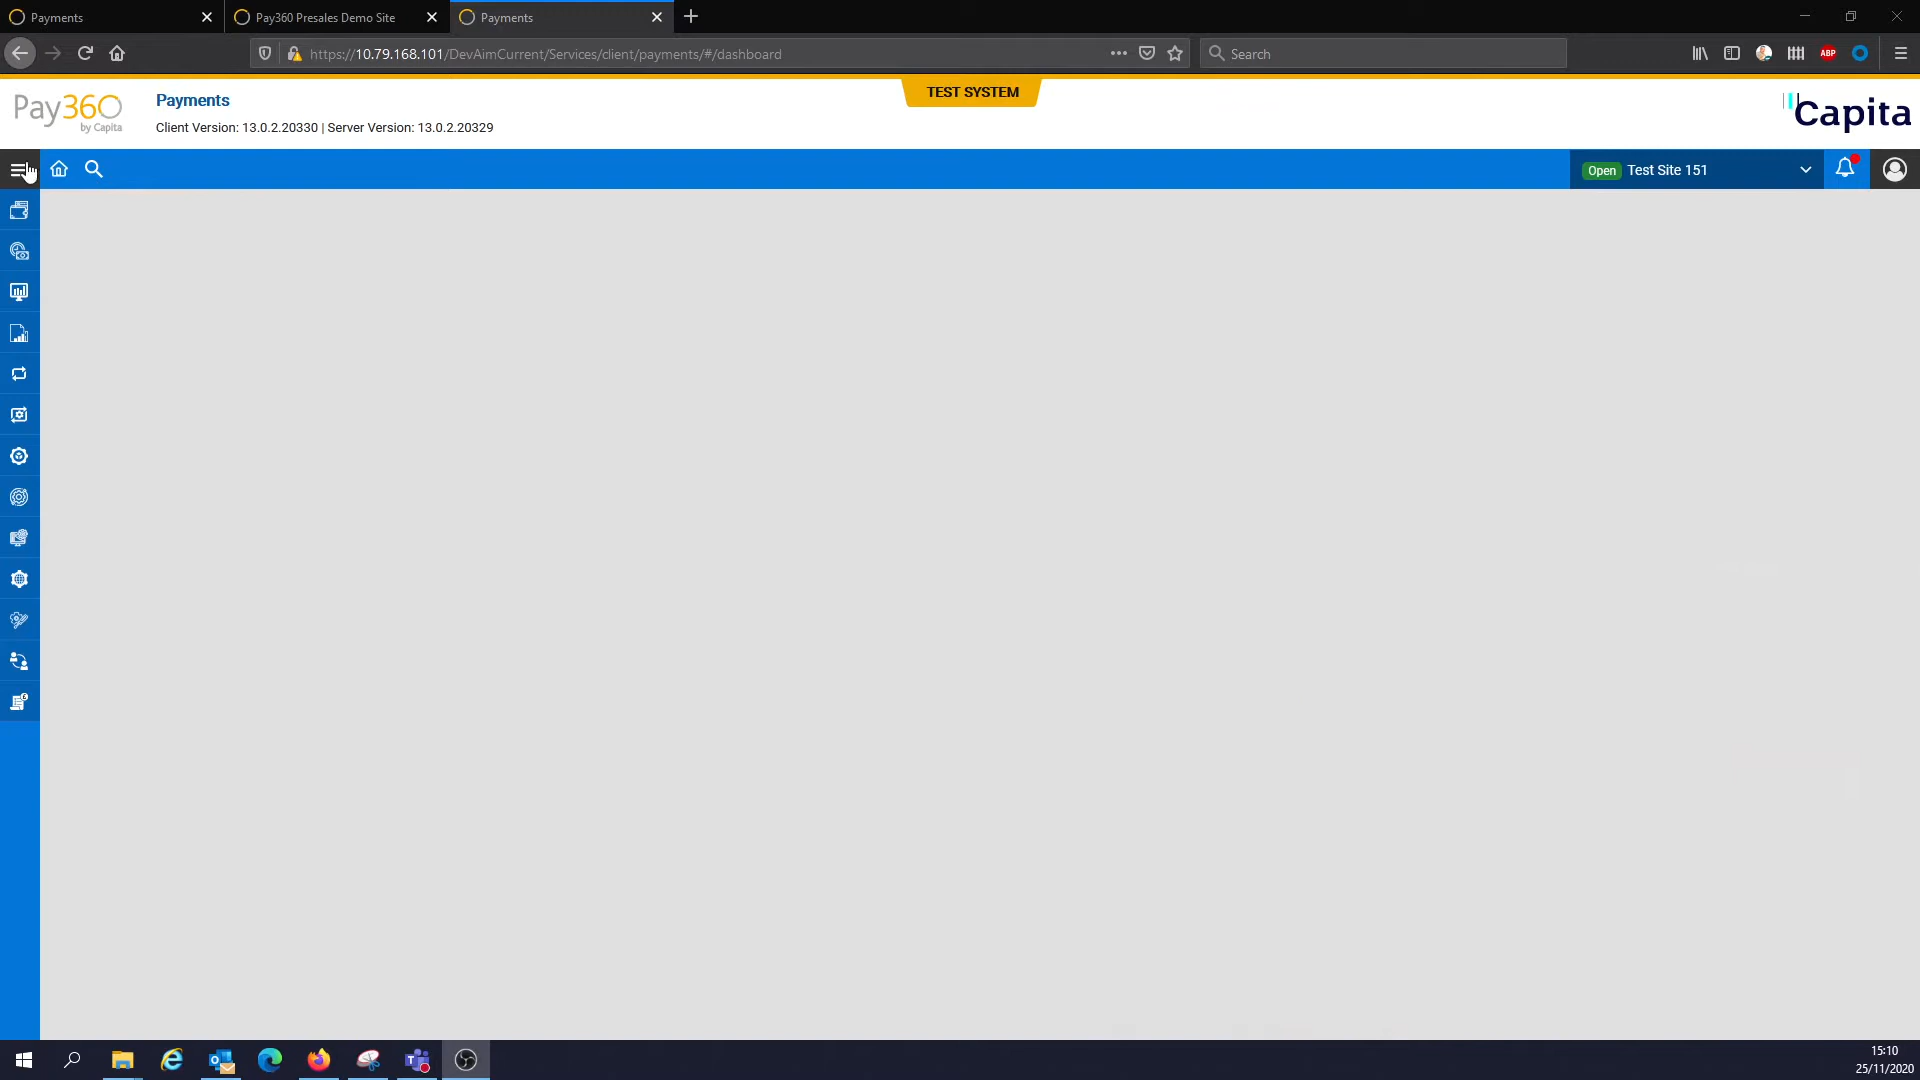 Payments
Pay360 Presales Demo Site
Payments
https://10.79.168.101/DevAimCurrent/Services/client/payments/#/dashboard
Search
ABP
Pay360
by Capita
Payments
Client Version: 13.0.2.20330 | Server Version: 13.0.2.20329
TEST SYSTEM
Capita
Open Test Site 151
15:10
25/11/2020